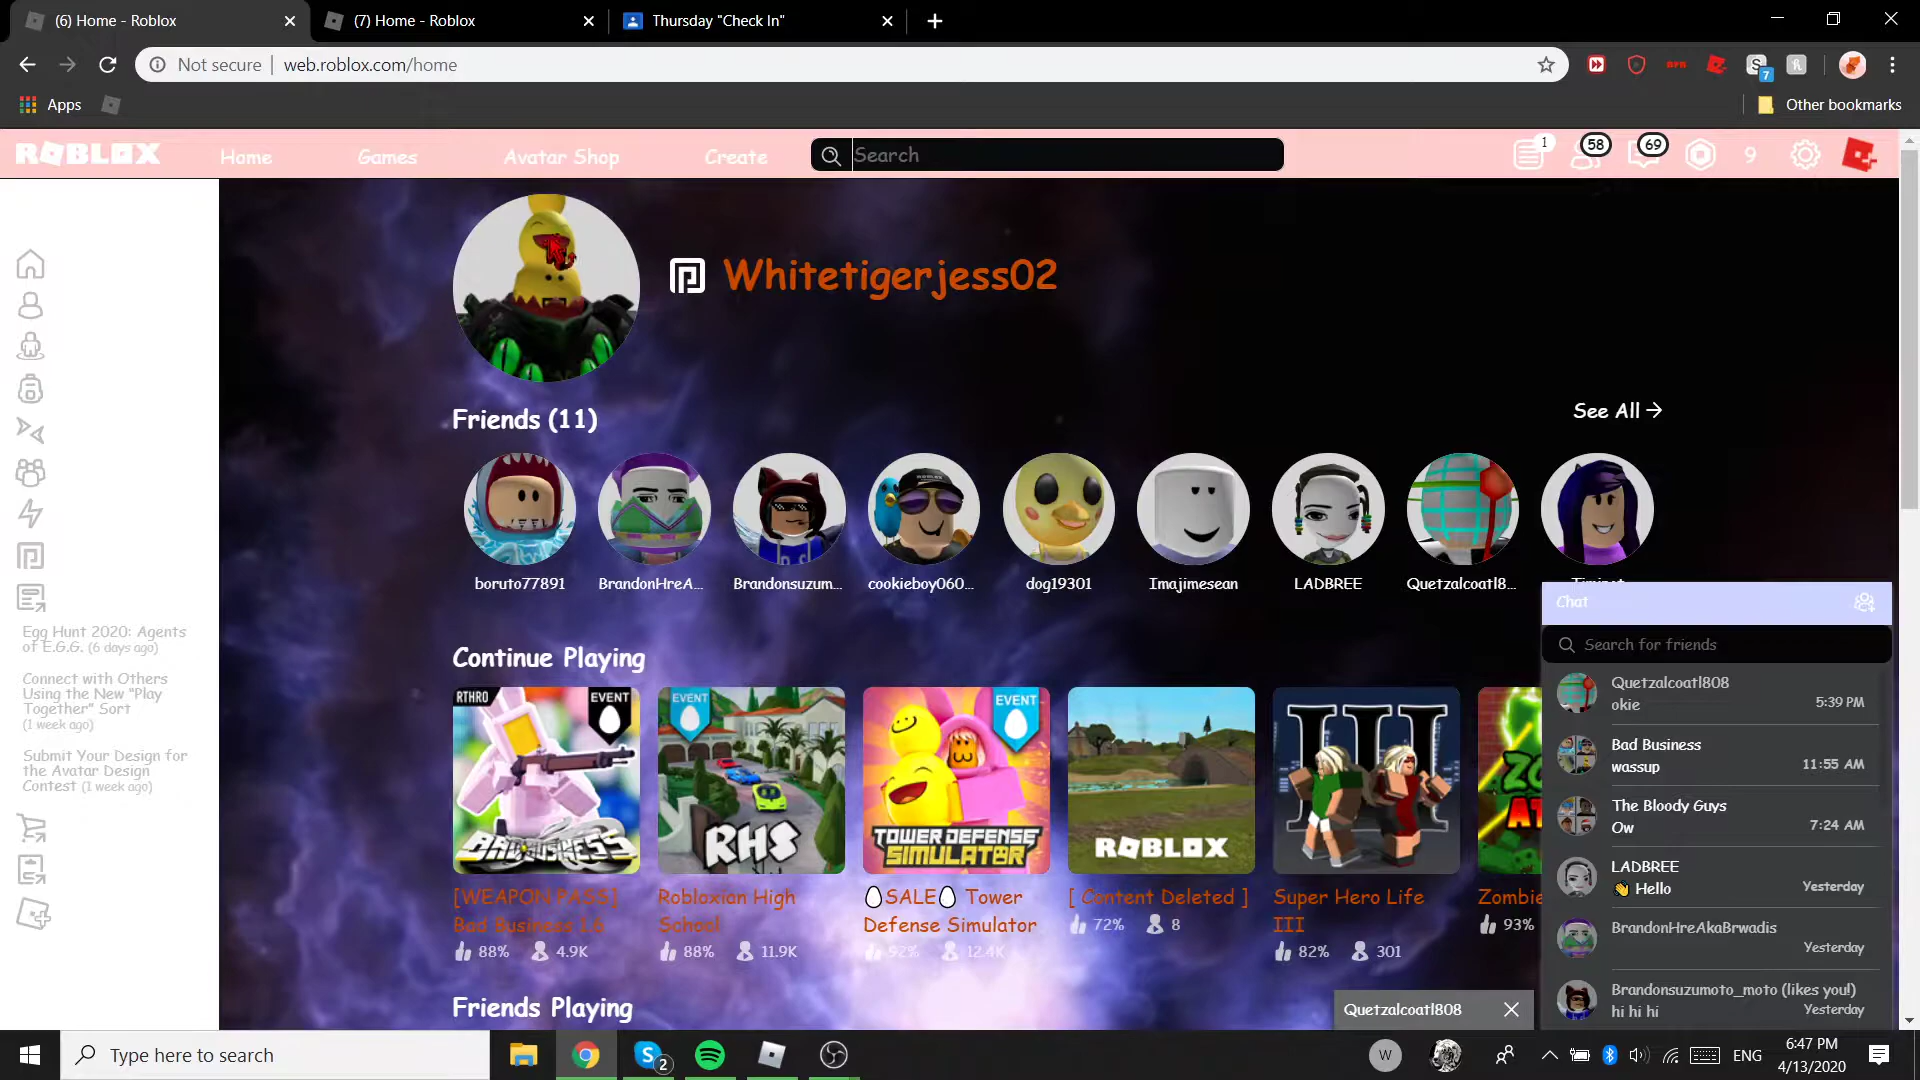 (6) Home - Roblox
(7) Home - Roblox
Thursday "Check In"
Not secure
web.roblox.com/home
7
Apps
Other bookmarks
ROBLOX
Home
Games
Avatar Shop
Create
Search
1
58
69
9
Whitetigerjess02
Friends (11)
See All
boruto77891
BrandonHreA...
Brandonsuzum...
cookieboy060...
dog19301
Imajimesean
LADBREE
Quetzalcoatl8...
Egg Hunt 2020: Agents
of E.G.G. (6 days ago)
Connect with Others
Using the New "Play
Together" Sort
(1 week ago)
Submit Your Design for
the Avatar Design
Contest (1 week ago)
Continue Playing
RTHRO
EVENT
BAD BUSINESS
EVENT
RHS
EVENT
TOWER DEFENSE
SIMULATOR
ROBLOX
III
[WEAPON PASS]
Bad Business 1.6
88%
4.9K
Robloxian High
School
88%
11.9K
SALE Tower
Defense Simulator
92%
12.4K
[ Content Deleted ]
72%
8
Super Hero Life
III
82%
301
Zombie
93%
Friends Playing
Chat
Search for friends
Quetzalcoatl808
okie
5:39 PM
Bad Business
wassup
11:55 AM
The Bloody Guys
Ow
7:24 AM
LADBREE
👋 Hello
Yesterday
BrandonHreAkaBrwadis
Yesterday
Brandonsuzumoto_moto (likes you!)
hi hi hi
Yesterday
Quetzalcoatl808
Type here to search
2
W
ENG
6:47 PM
4/13/2020